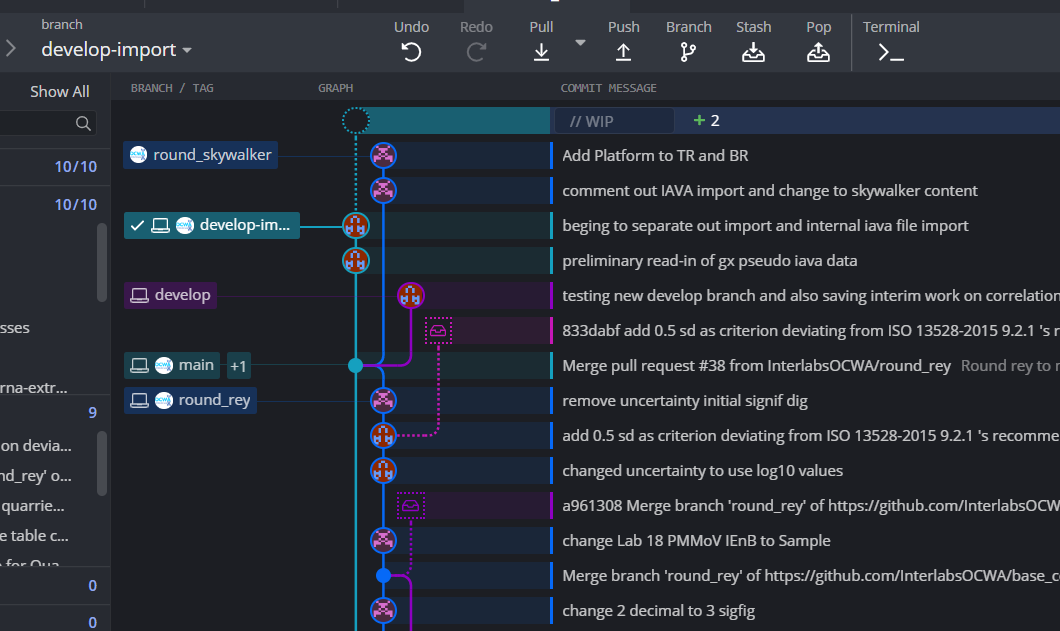 branch
develop-import
Undo
Redo
Pull
Push
Branch
Stash
Pop
Terminal
Show All
BRANCH / TAG
GRAPH
COMMIT MESSAGE
// WIP
+ 2
10/10
round_skywalker
Add Platform to TR and BR
comment out IAVA import and change to skywalker content
10/10
develop-im...
beging to separate out import and internal iava file import
preliminary read-in of gx pseudo iava data
develop
testing new develop branch and also saving interim work on correlation
sses
833dabf add 0.5 sd as criterion deviating from ISO 13528-2015 9.2.1 's r
main
+1
Merge pull request #38 from InterlabsOCWA/round_rey
Round rey to
rna-extr...
round_rey
remove uncertainty initial signif dig
9
on devia...
add 0.5 sd as criterion deviating from ISO 13528-2015 9.2.1 's recomme
nd_rey' o...
changed uncertainty to use log10 values
quarrie...
a961308 Merge branch 'round_rey' of https://github.com/InterlabsOCW
e table c...
change Lab 18 PMMoV IEnB to Sample
for Qua
0
Merge branch 'round_rey' of https://github.com/InterlabsOCWA/base_c
change 2 decimal to 3 sigfig
0